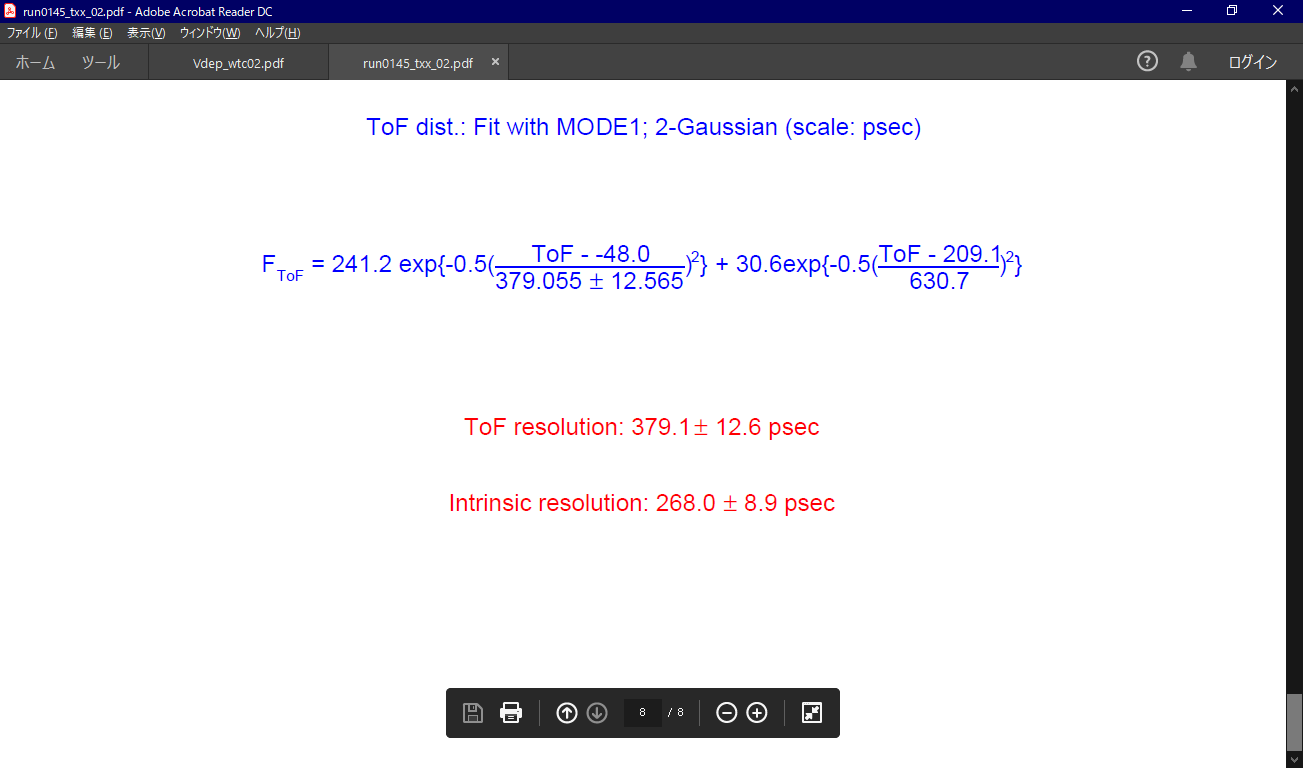 run0145_txx_02.pdf - Adobe Acrobat Reader DC
ファイル (F) 編集 (E) 表示(V) ウィンドウ(W) ヘルプ(H)
ホーム ツール Vdep_wtc02.pdf run0145_txx_02.pdf × ? ログイン
ToF dist.: Fit with MODE1; 2-Gaussian (scale: psec)
F_ToF = 241.2 exp{-0.5((ToF - -48.0)/(379.055 ± 12.565))²} + 30.6exp{-0.5((ToF - 209.1)/630.7)²}
ToF resolution: 379.1± 12.6 psec
Intrinsic resolution: 268.0 ± 8.9 psec
8 / 8